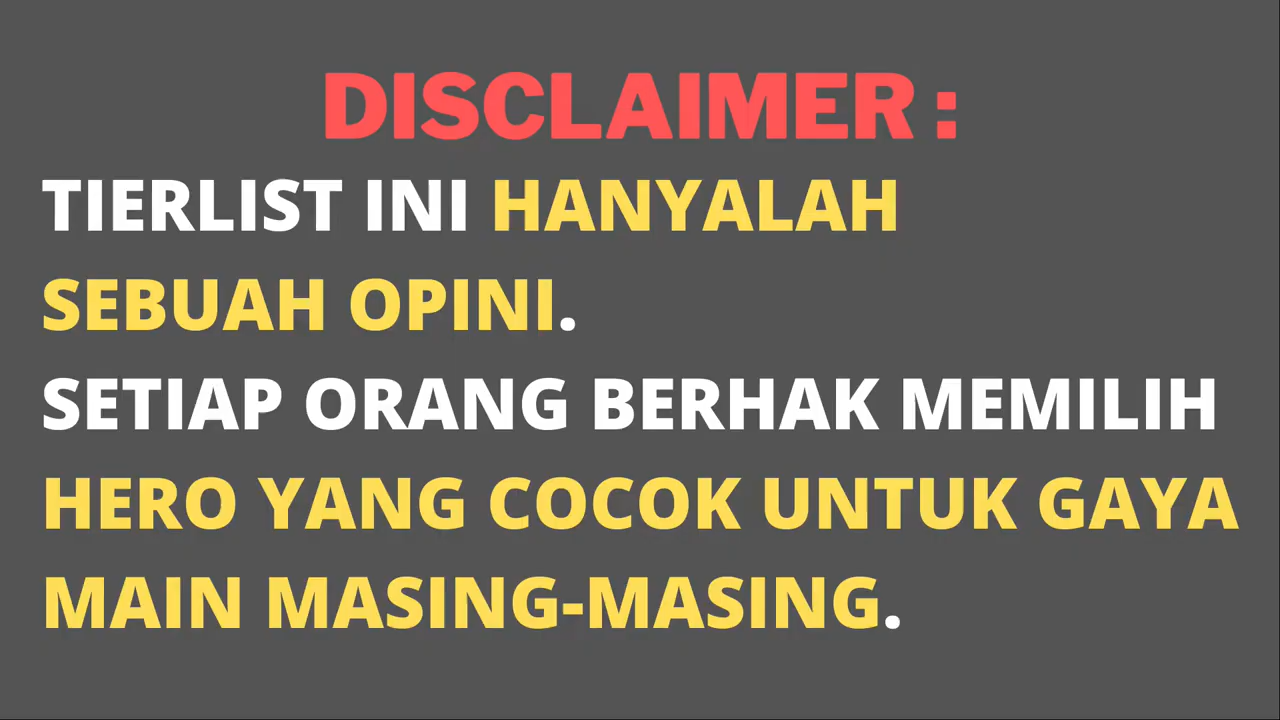 DISCLAIMER :
TIERLIST INI HANYALAH
SEBUAH OPINI.
SETIAP ORANG BERHAK MEMILIH
HERO YANG COCOK UNTUK GAYA
MAIN MASING-MASING.